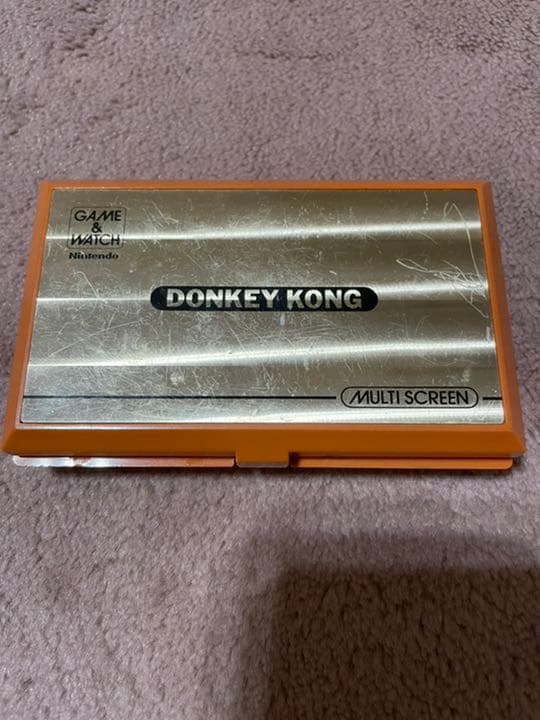 GAME
&
WATCH
Nintendo
DONKEY KONG
MULTI SCREEN